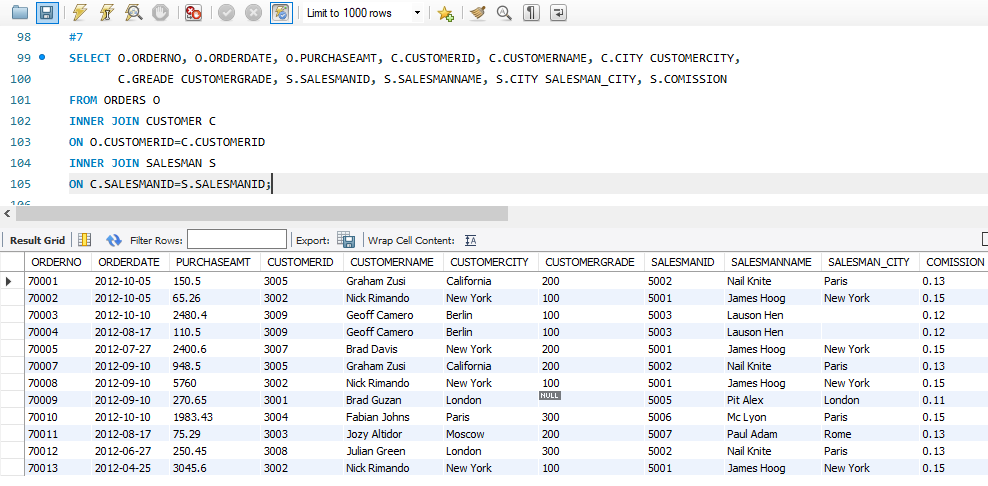 Limit to 1000 rows
98 #7
99 SELECT O.ORDERNO, O.ORDERDATE, O.PURCHASEAMT, C.CUSTOMERID, C.CUSTOMERNAME, C.CITY CUSTOMERCITY,
100 C.GREADE CUSTOMERGRADE, S.SALESMANID, S.SALESMANNAME, S.CITY SALESMAN_CITY, S.COMISSION
101 FROM ORDERS O
102 INNER JOIN CUSTOMER C
103 ON O.CUSTOMERID=C.CUSTOMERID
104 INNER JOIN SALESMAN S
105 ON C.SALESMANID=S.SALESMANID;
106
Result Grid Filter Rows: Export: Wrap Cell Content:
ORDERNO ORDERDATE PURCHASEAMT CUSTOMERID CUSTOMERNAME CUSTOMERCITY CUSTOMERGRADE SALESMANID SALESMANNAME SALESMAN_CITY COMISSION
70001 2012-10-05 150.5 3005 Graham Zusi California 200 5002 Nail Knite Paris 0.13
70002 2012-10-05 65.26 3002 Nick Rimando New York 100 5001 James Hoog New York 0.15
70003 2012-10-10 2480.4 3009 Geoff Camero Berlin 100 5003 Lauson Hen 0.12
70004 2012-08-17 110.5 3009 Geoff Camero Berlin 100 5003 Lauson Hen 0.12
70005 2012-07-27 2400.6 3007 Brad Davis New York 200 5001 James Hoog New York 0.15
70007 2012-09-10 948.5 3005 Graham Zusi California 200 5002 Nail Knite Paris 0.13
70008 2012-09-10 5760 3002 Nick Rimando New York 100 5001 James Hoog New York 0.15
70009 2012-09-10 270.65 3001 Brad Guzan London NULL 5005 Pit Alex London 0.11
70010 2012-10-10 1983.43 3004 Fabian Johns Paris 300 5006 Mc Lyon Paris 0.15
70011 2012-08-17 75.29 3003 Jozy Altidor Moscow 200 5007 Paul Adam Rome 0.13
70012 2012-06-27 250.45 3008 Julian Green London 300 5002 Nail Knite Paris 0.13
70013 2012-04-25 3045.6 3002 Nick Rimando New York 100 5001 James Hoog New York 0.15